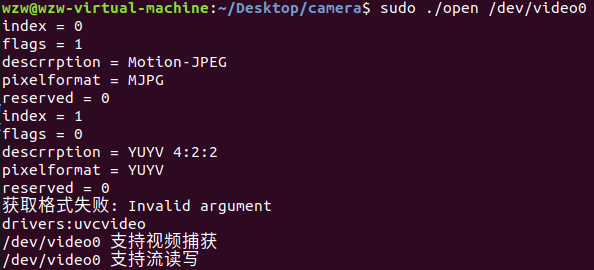 wzw@wzw-virtual-machine:~/Desktop/camera$ sudo ./open /dev/video0
index = 0
flags = 1
descrrption = Motion-JPEG
pixelformat = MJPG
reserved = 0
index = 1
flags = 0
descrrption = YUYV 4:2:2
pixelformat = YUYV
reserved = 0
获取格式失败: Invalid argument
drivers:uvcvideo
/dev/video0 支持视频捕获
/dev/video0 支持流读写